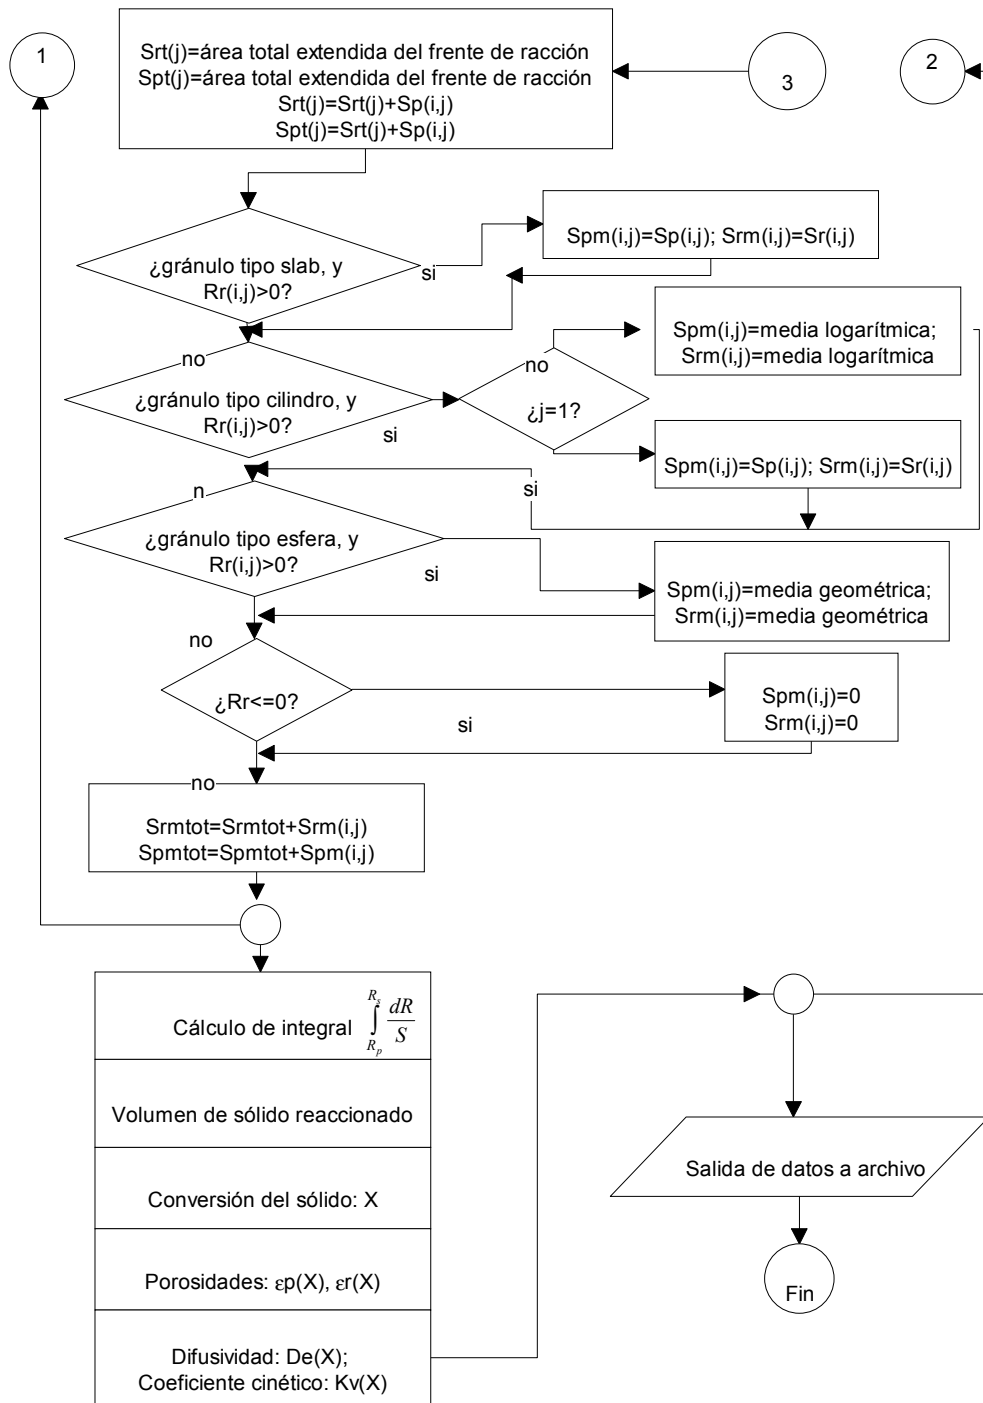 1
Srt(j)=área total extendida del frente de racción
Spt(j)=área total extendida del frente de racción
Srt(j)=Srt(j)+Sp(i,j)
Spt(j)=Srt(j)+Sp(i,j)
3
2
¿gránulo tipo slab, y
Rr(i,j)>0?
si
Spm(i,j)=Sp(i,j); Srm(i,j)=Sr(i,j)
no
¿gránulo tipo cilindro, y
Rr(i,j)>0?
si
no
¿j=1?
Spm(i,j)=media logarítmica;
Srm(i,j)=media logarítmica
si
Spm(i,j)=Sp(i,j); Srm(i,j)=Sr(i,j)
n
¿gránulo tipo esfera, y
Rr(i,j)>0?
si
Spm(i,j)=media geométrica;
Srm(i,j)=media geométrica
no
¿Rr<=0?
si
Spm(i,j)=0
Srm(i,j)=0
no
Srmtot=Srmtot+Srm(i,j)
Spmtot=Spmtot+Spm(i,j)
Cálculo de integral ∫_{R_p}^{R_s} dR/S
Volumen de sólido reaccionado
Conversión del sólido: X
Porosidades: εp(X), εr(X)
Difusividad: De(X);
Coeficiente cinético: Kv(X)
Salida de datos a archivo
Fin